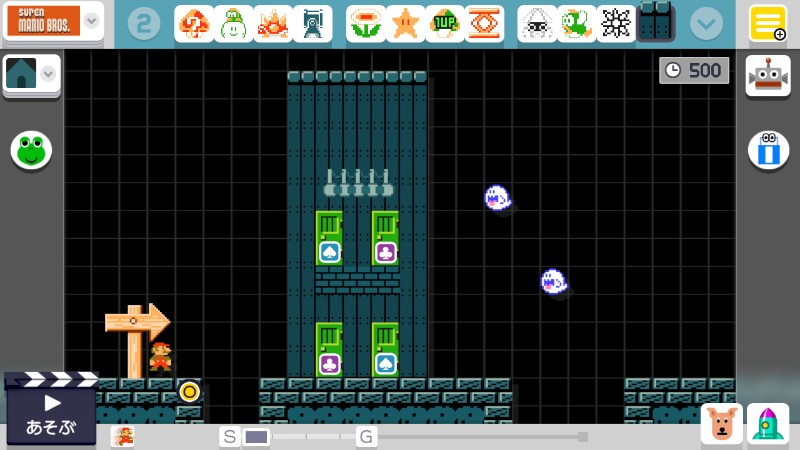 SUPER
MARIO BROS.
2
1UP
500
あそぶ
S
G